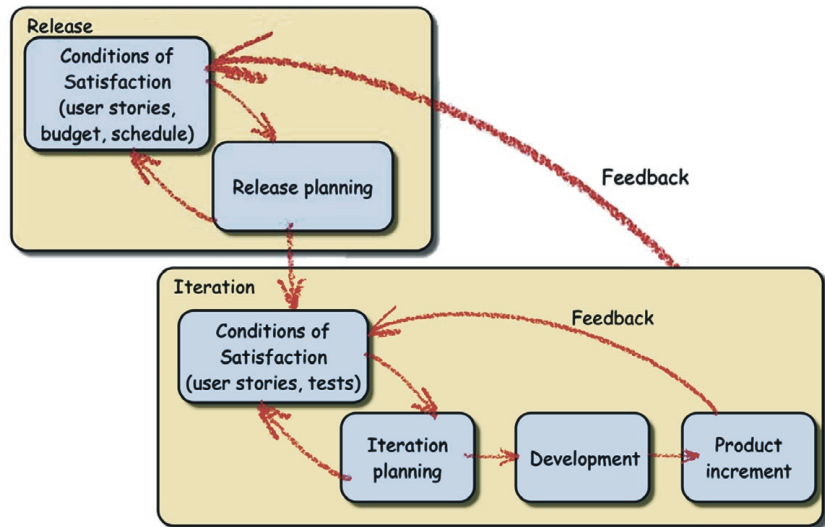 Release
Conditions of
Satisfaction
(user stories,
budget, schedule)
Release planning
Feedback
Iteration
Conditions of
Satisfaction
(user stories, tests)
Feedback
Iteration
planning
Development
Product
increment